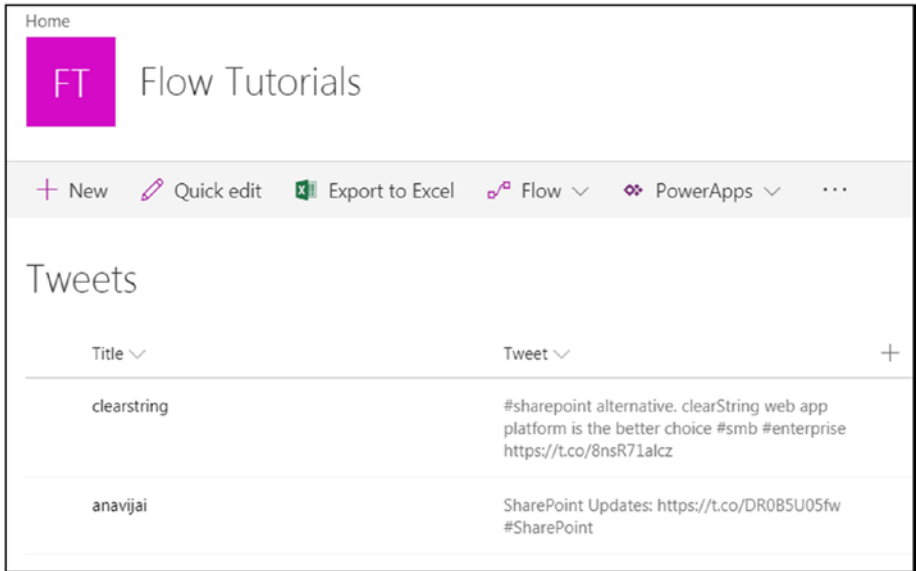 Home
FT
Flow Tutorials
New
Quick edit
Export to Excel
Flow
PowerApps
...
Tweets
Title
Tweet
clearstring
#sharepoint alternative. clearString web app
platform is the better choice #smb #enterprise
https://t.co/8nsR71alcz
anavijai
SharePoint Updates: https://t.co/DR0B5U05fw
#SharePoint